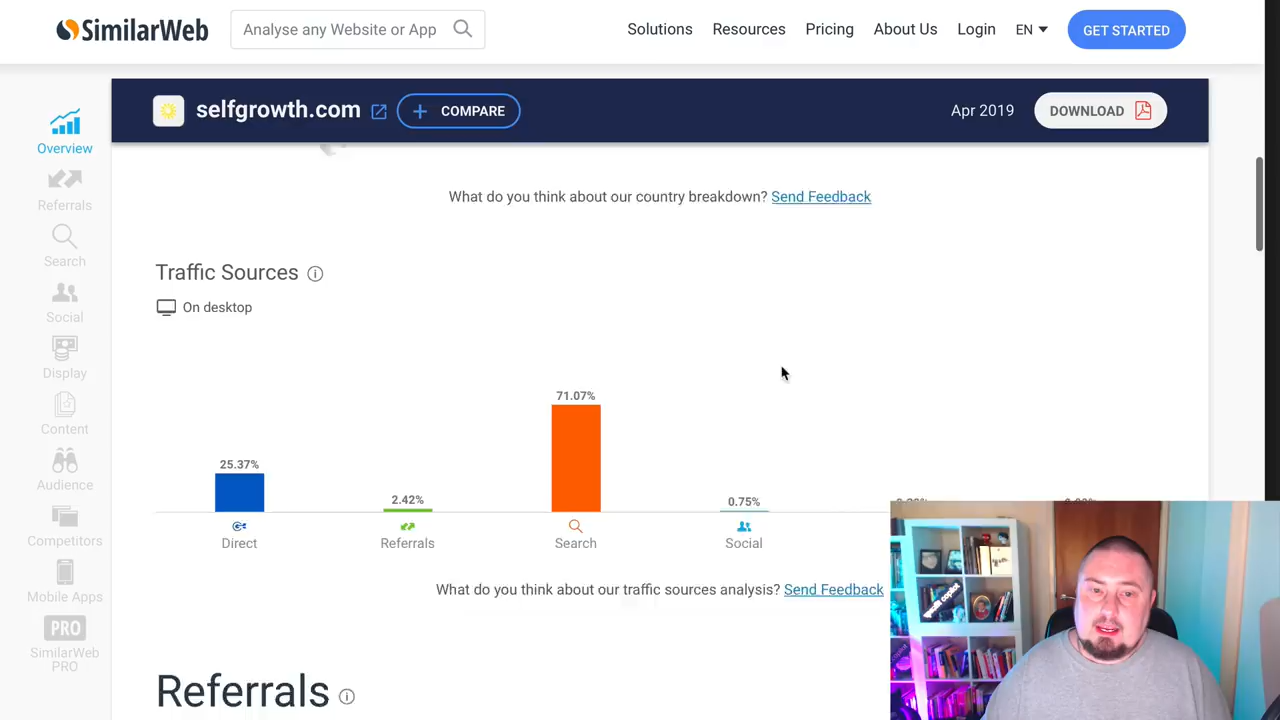 SimilarWeb
Analyse any Website or App
Solutions
Resources
Pricing
About Us
Login
EN
GET STARTED
selfgrowth.com
COMPARE
Apr 2019
DOWNLOAD
Overview
Referrals
Search
Social
Display
Content
Audience
Competitors
Mobile Apps
PRO
SimilarWeb
PRO
What do you think about our country breakdown? Send Feedback
Traffic Sources
On desktop
25.37%
2.42%
71.07%
0.75%
Direct
Referrals
Search
Social
What do you think about our traffic sources analysis? Send Feedback
Referrals